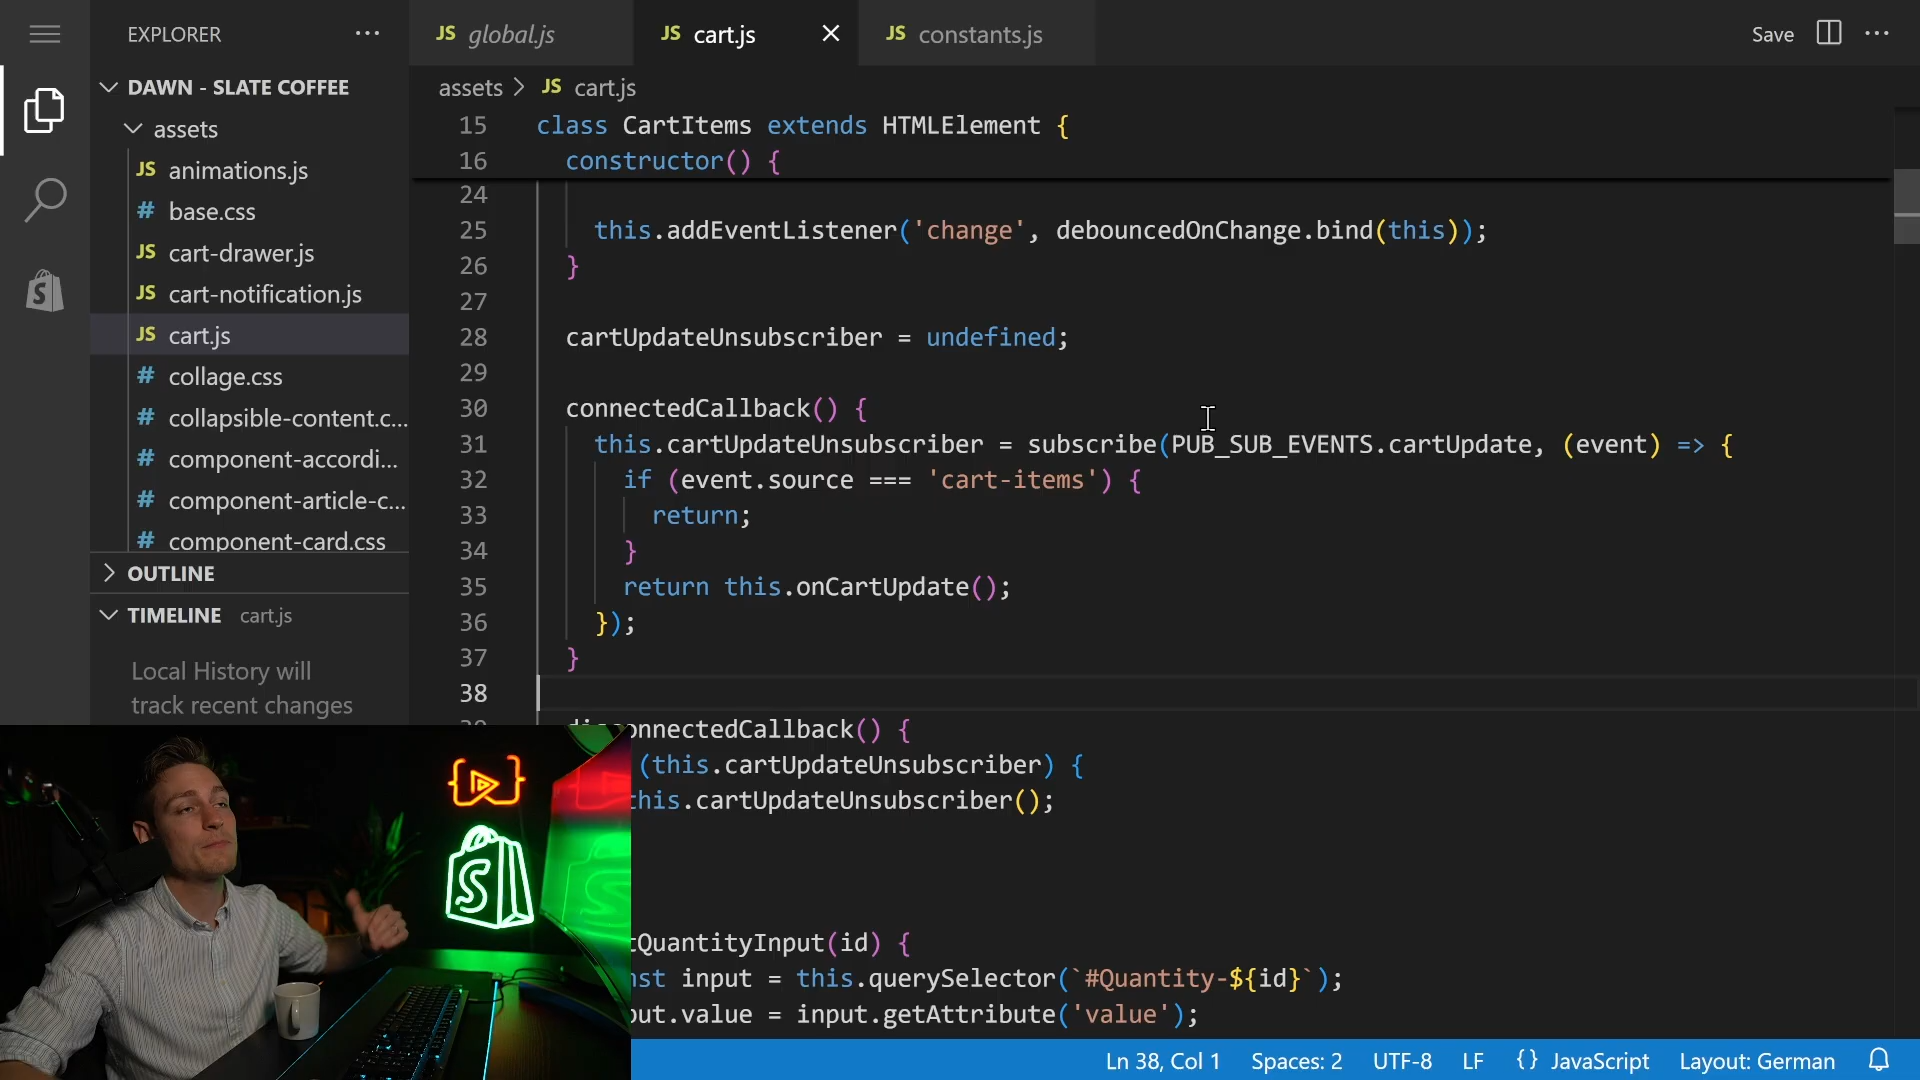 EXPLORER
JS global.js
JS cart.js
JS constants.js
Save
DAWN - SLATE COFFEE
assets
JS animations.js
# base.css
JS cart-drawer.js
JS cart-notification.js
JS cart.js
# collage.css
# collapsible-content.c...
# component-accordi...
# component-article-c...
# component-card.css
OUTLINE
TIMELINE cart.js
Local History will
track recent changes
assets > JS cart.js
15 class CartItems extends HTMLElement {
16 constructor() {
24
25 this.addEventListener('change', debouncedOnChange.bind(this));
26 }
27
28 cartUpdateUnsubscriber = undefined;
29
30 connectedCallback() {
31 this.cartUpdateUnsubscriber = subscribe(PUB_SUB_EVENTS.cartUpdate, (event) => {
32 if (event.source === 'cart-items') {
33 return;
34 }
35 return this.onCartUpdate();
36 });
37 }
38
39 disconnectedCallback() {
(this.cartUpdateUnsubscriber) {
this.cartUpdateUnsubscriber();
tQuantityInput(id) {
nst input = this.querySelector(`#Quantity-${id}`);
put.value = input.getAttribute('value');
S
Ln 38, Col 1
Spaces: 2
UTF-8
LF
{} JavaScript
Layout: German